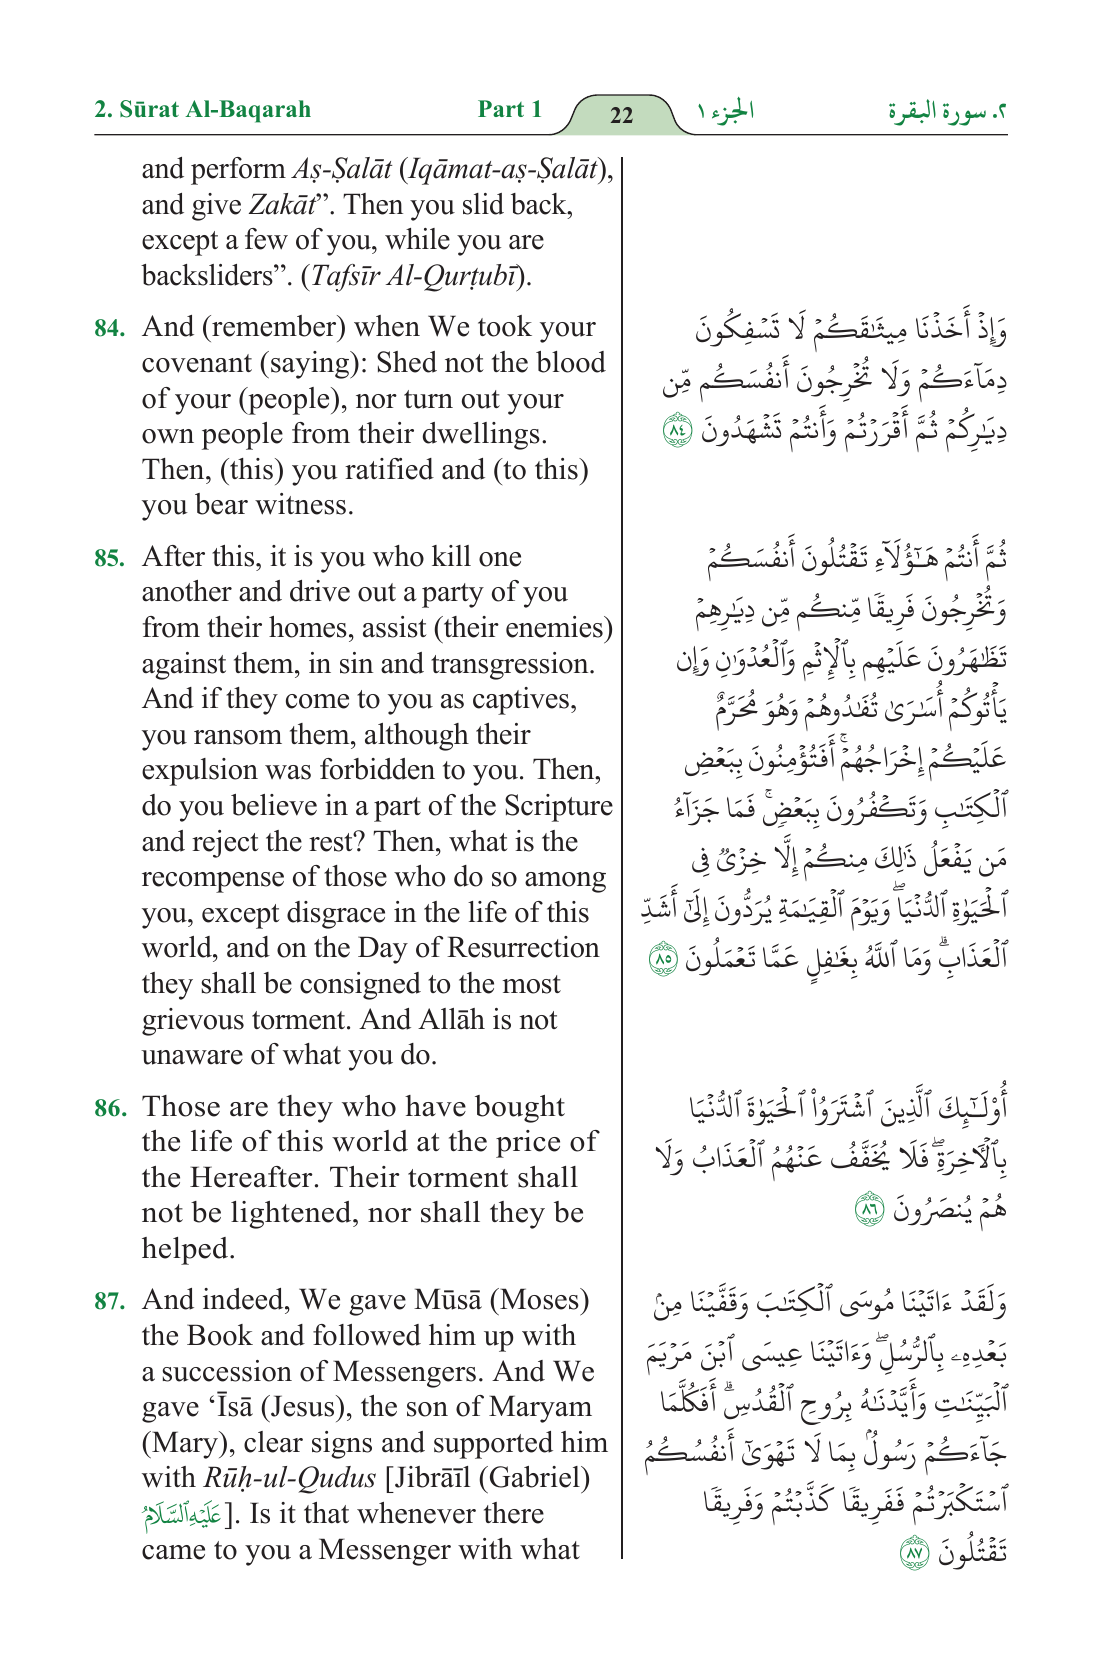 2. Sūrat Al-Baqarah Part 1 22 الجزء ١ ٢. سورة البقرة
and perform Aṣ-Ṣalāt (Iqāmat-aṣ-Ṣalāt),
and give Zakāt”. Then you slid back,
except a few of you, while you are
backsliders”. (Tafsīr Al-Qurṭubī).
84. And (remember) when We took your
covenant (saying): Shed not the blood
of your (people), nor turn out your
own people from their dwellings.
Then, (this) you ratified and (to this)
you bear witness.
85. After this, it is you who kill one
another and drive out a party of you
from their homes, assist (their enemies)
against them, in sin and transgression.
And if they come to you as captives,
you ransom them, although their
expulsion was forbidden to you. Then,
do you believe in a part of the Scripture
and reject the rest? Then, what is the
recompense of those who do so among
you, except disgrace in the life of this
world, and on the Day of Resurrection
they shall be consigned to the most
grievous torment. And Allāh is not
unaware of what you do.
86. Those are they who have bought
the life of this world at the price of
the Hereafter. Their torment shall
not be lightened, nor shall they be
helped.
87. And indeed, We gave Mūsā (Moses)
the Book and followed him up with
a succession of Messengers. And We
gave ‘Īsā (Jesus), the son of Maryam
(Mary), clear signs and supported him
with Rūḥ-ul-Qudus [Jibrāīl (Gabriel)
عَلَيْهِ ٱلسَّلَامُ]. Is it that whenever there
came to you a Messenger with what
وَإِذْ أَخَذْنَا مِيثَـٰقَكُمْ لَا تَسْفِكُونَ
دِمَآءَكُمْ وَلَا تُخْرِجُونَ أَنفُسَكُم مِّن
دِيَـٰرِكُمْ ثُمَّ أَقْرَرْتُمْ وَأَنتُمْ تَشْهَدُونَ ٨٤
ثُمَّ أَنتُمْ هَـٰٓؤُلَآءِ تَقْتُلُونَ أَنفُسَكُمْ
وَتُخْرِجُونَ فَرِيقًا مِّنكُم مِّن دِيَـٰرِهِمْ
تَظَـٰهَرُونَ عَلَيْهِم بِٱلْإِثْمِ وَٱلْعُدْوَٰنِ وَإِن
يَأْتُوكُمْ أُسَـٰرَىٰ تُفَـٰدُوهُمْ وَهُوَ مُحَرَّمٌ
عَلَيْكُمْ إِخْرَاجُهُمْ ۚ أَفَتُؤْمِنُونَ بِبَعْضِ
ٱلْكِتَـٰبِ وَتَكْفُرُونَ بِبَعْضٍ ۚ فَمَا جَزَآءُ
مَن يَفْعَلُ ذَٰلِكَ مِنكُمْ إِلَّا خِزْىٌ فِى
ٱلْحَيَوٰةِ ٱلدُّنْيَا ۖ وَيَوْمَ ٱلْقِيَـٰمَةِ يُرَدُّونَ إِلَىٰٓ أَشَدِّ
ٱلْعَذَابِ ۗ وَمَا ٱللَّهُ بِغَـٰفِلٍ عَمَّا تَعْمَلُونَ ٨٥
أُو۟لَـٰٓئِكَ ٱلَّذِينَ ٱشْتَرَوُا۟ ٱلْحَيَوٰةَ ٱلدُّنْيَا
بِٱلْـَٔاخِرَةِ ۖ فَلَا يُخَفَّفُ عَنْهُمُ ٱلْعَذَابُ وَلَا
هُمْ يُنصَرُونَ ٨٦
وَلَقَدْ ءَاتَيْنَا مُوسَى ٱلْكِتَـٰبَ وَقَفَّيْنَا مِنۢ
بَعْدِهِۦ بِٱلرُّسُلِ ۖ وَءَاتَيْنَا عِيسَى ٱبْنَ مَرْيَمَ
ٱلْبَيِّنَـٰتِ وَأَيَّدْنَـٰهُ بِرُوحِ ٱلْقُدُسِ ۗ أَفَكُلَّمَا
جَآءَكُمْ رَسُولٌۢ بِمَا لَا تَهْوَىٰٓ أَنفُسُكُمُ
ٱسْتَكْبَرْتُمْ فَفَرِيقًا كَذَّبْتُمْ وَفَرِيقًا
تَقْتُلُونَ ٨٧